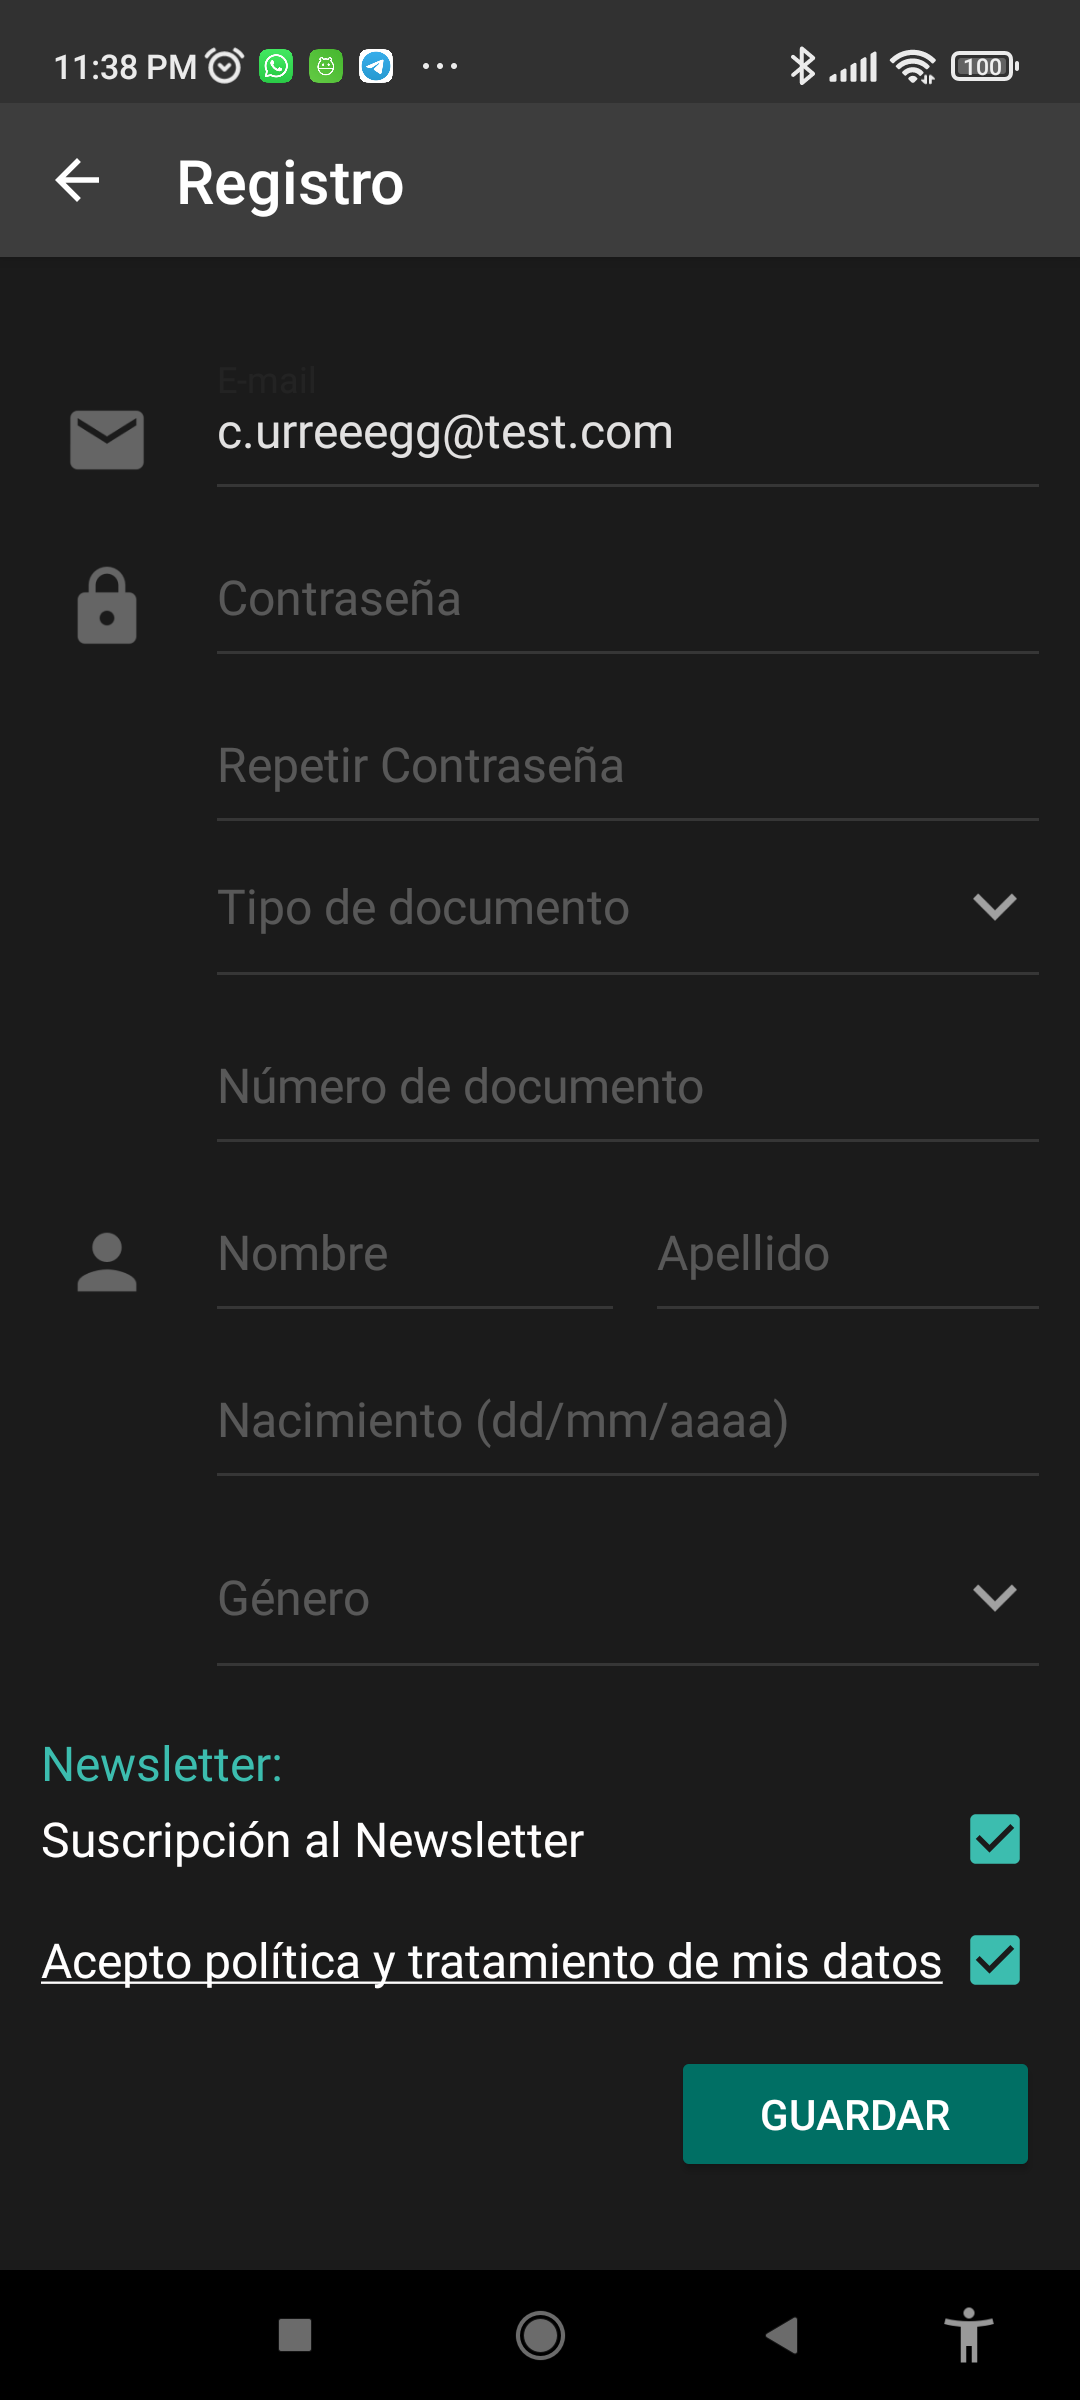 11:38 PM
100
Registro
E-mail
c.urreeegg@test.com
Contraseña
Repetir Contraseña
Tipo de documento
Número de documento
Nombre Apellido
Nacimiento (dd/mm/aaaa)
Género
Newsletter:
Suscripción al Newsletter
Acepto política y tratamiento de mis datos
GUARDAR